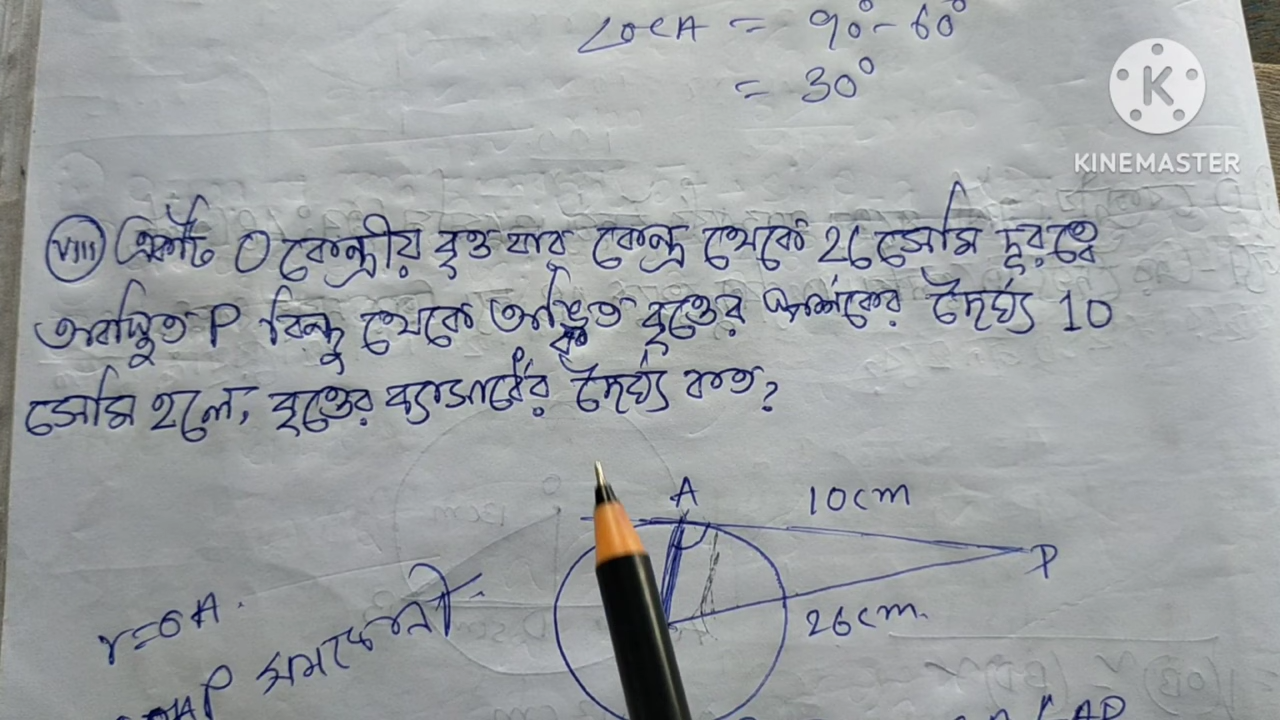 ∠OCA = 90° - 60°
= 30°
KINEMASTER
(viii) একটি O কেন্দ্রীয় বৃত্ত যার কেন্দ্র থেকে 26 সেমি দূরত্বে
অবস্থিত P বিন্দু থেকে অঙ্কিত বৃত্তের স্পর্শকের দৈর্ঘ্য 10
সেমি হলে, বৃত্তের ব্যাসার্ধের দৈর্ঘ্য কত?
A 10cm
P
26cm.
r=OA.
সমকোণী